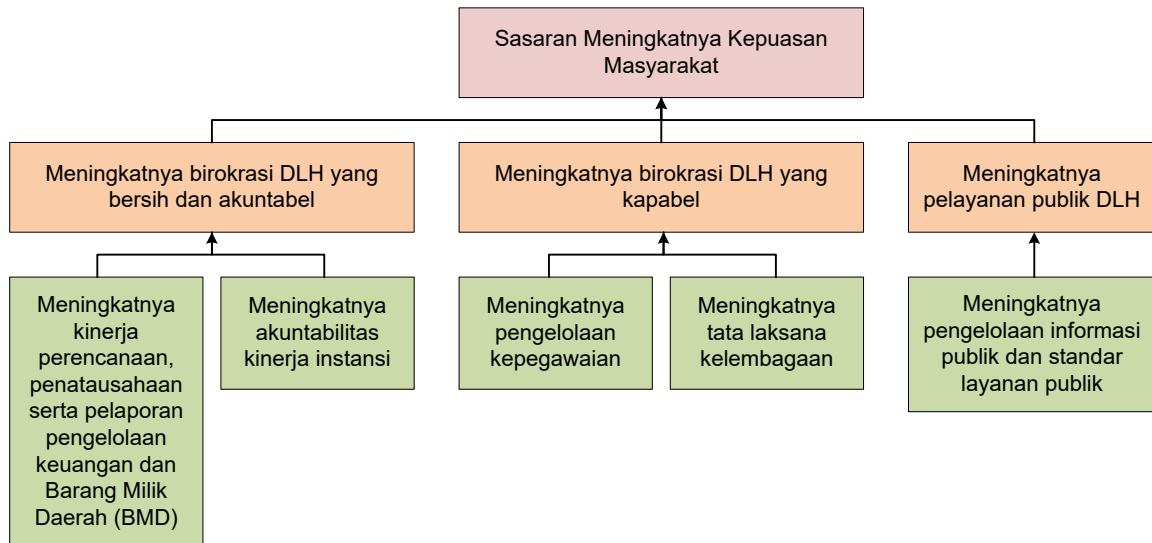 Sasaran Meningkatnya Kepuasan
Masyarakat
Meningkatnya birokrasi DLH yang
bersih dan akuntabel
Meningkatnya birokrasi DLH yang
kapabel
Meningkatnya
pelayanan publik DLH
Meningkatnya
kinerja
perencanaan,
penatausahaan
serta pelaporan
pengelolaan
keuangan dan
Barang Milik
Daerah (BMD)
Meningkatnya
akuntabilitas
kinerja instansi
Meningkatnya
pengelolaan
kepegawaian
Meningkatnya
tata laksana
kelembagaan
Meningkatnya
pengelolaan informasi
publik dan standar
layanan publik